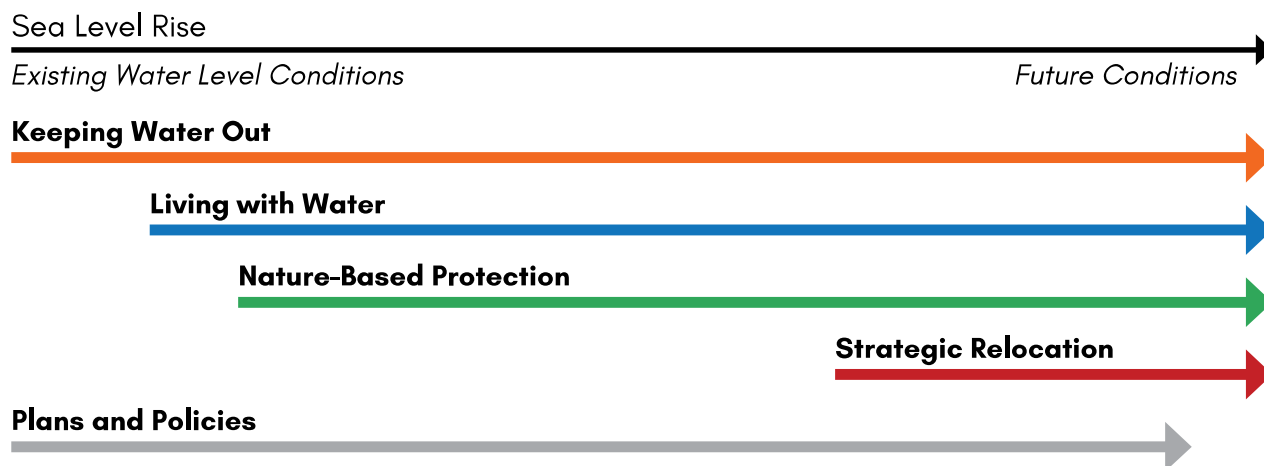 Sea Level Rise
Existing Water Level Conditions
Future Conditions
Keeping Water Out
Living with Water
Nature-Based Protection
Strategic Relocation
Plans and Policies